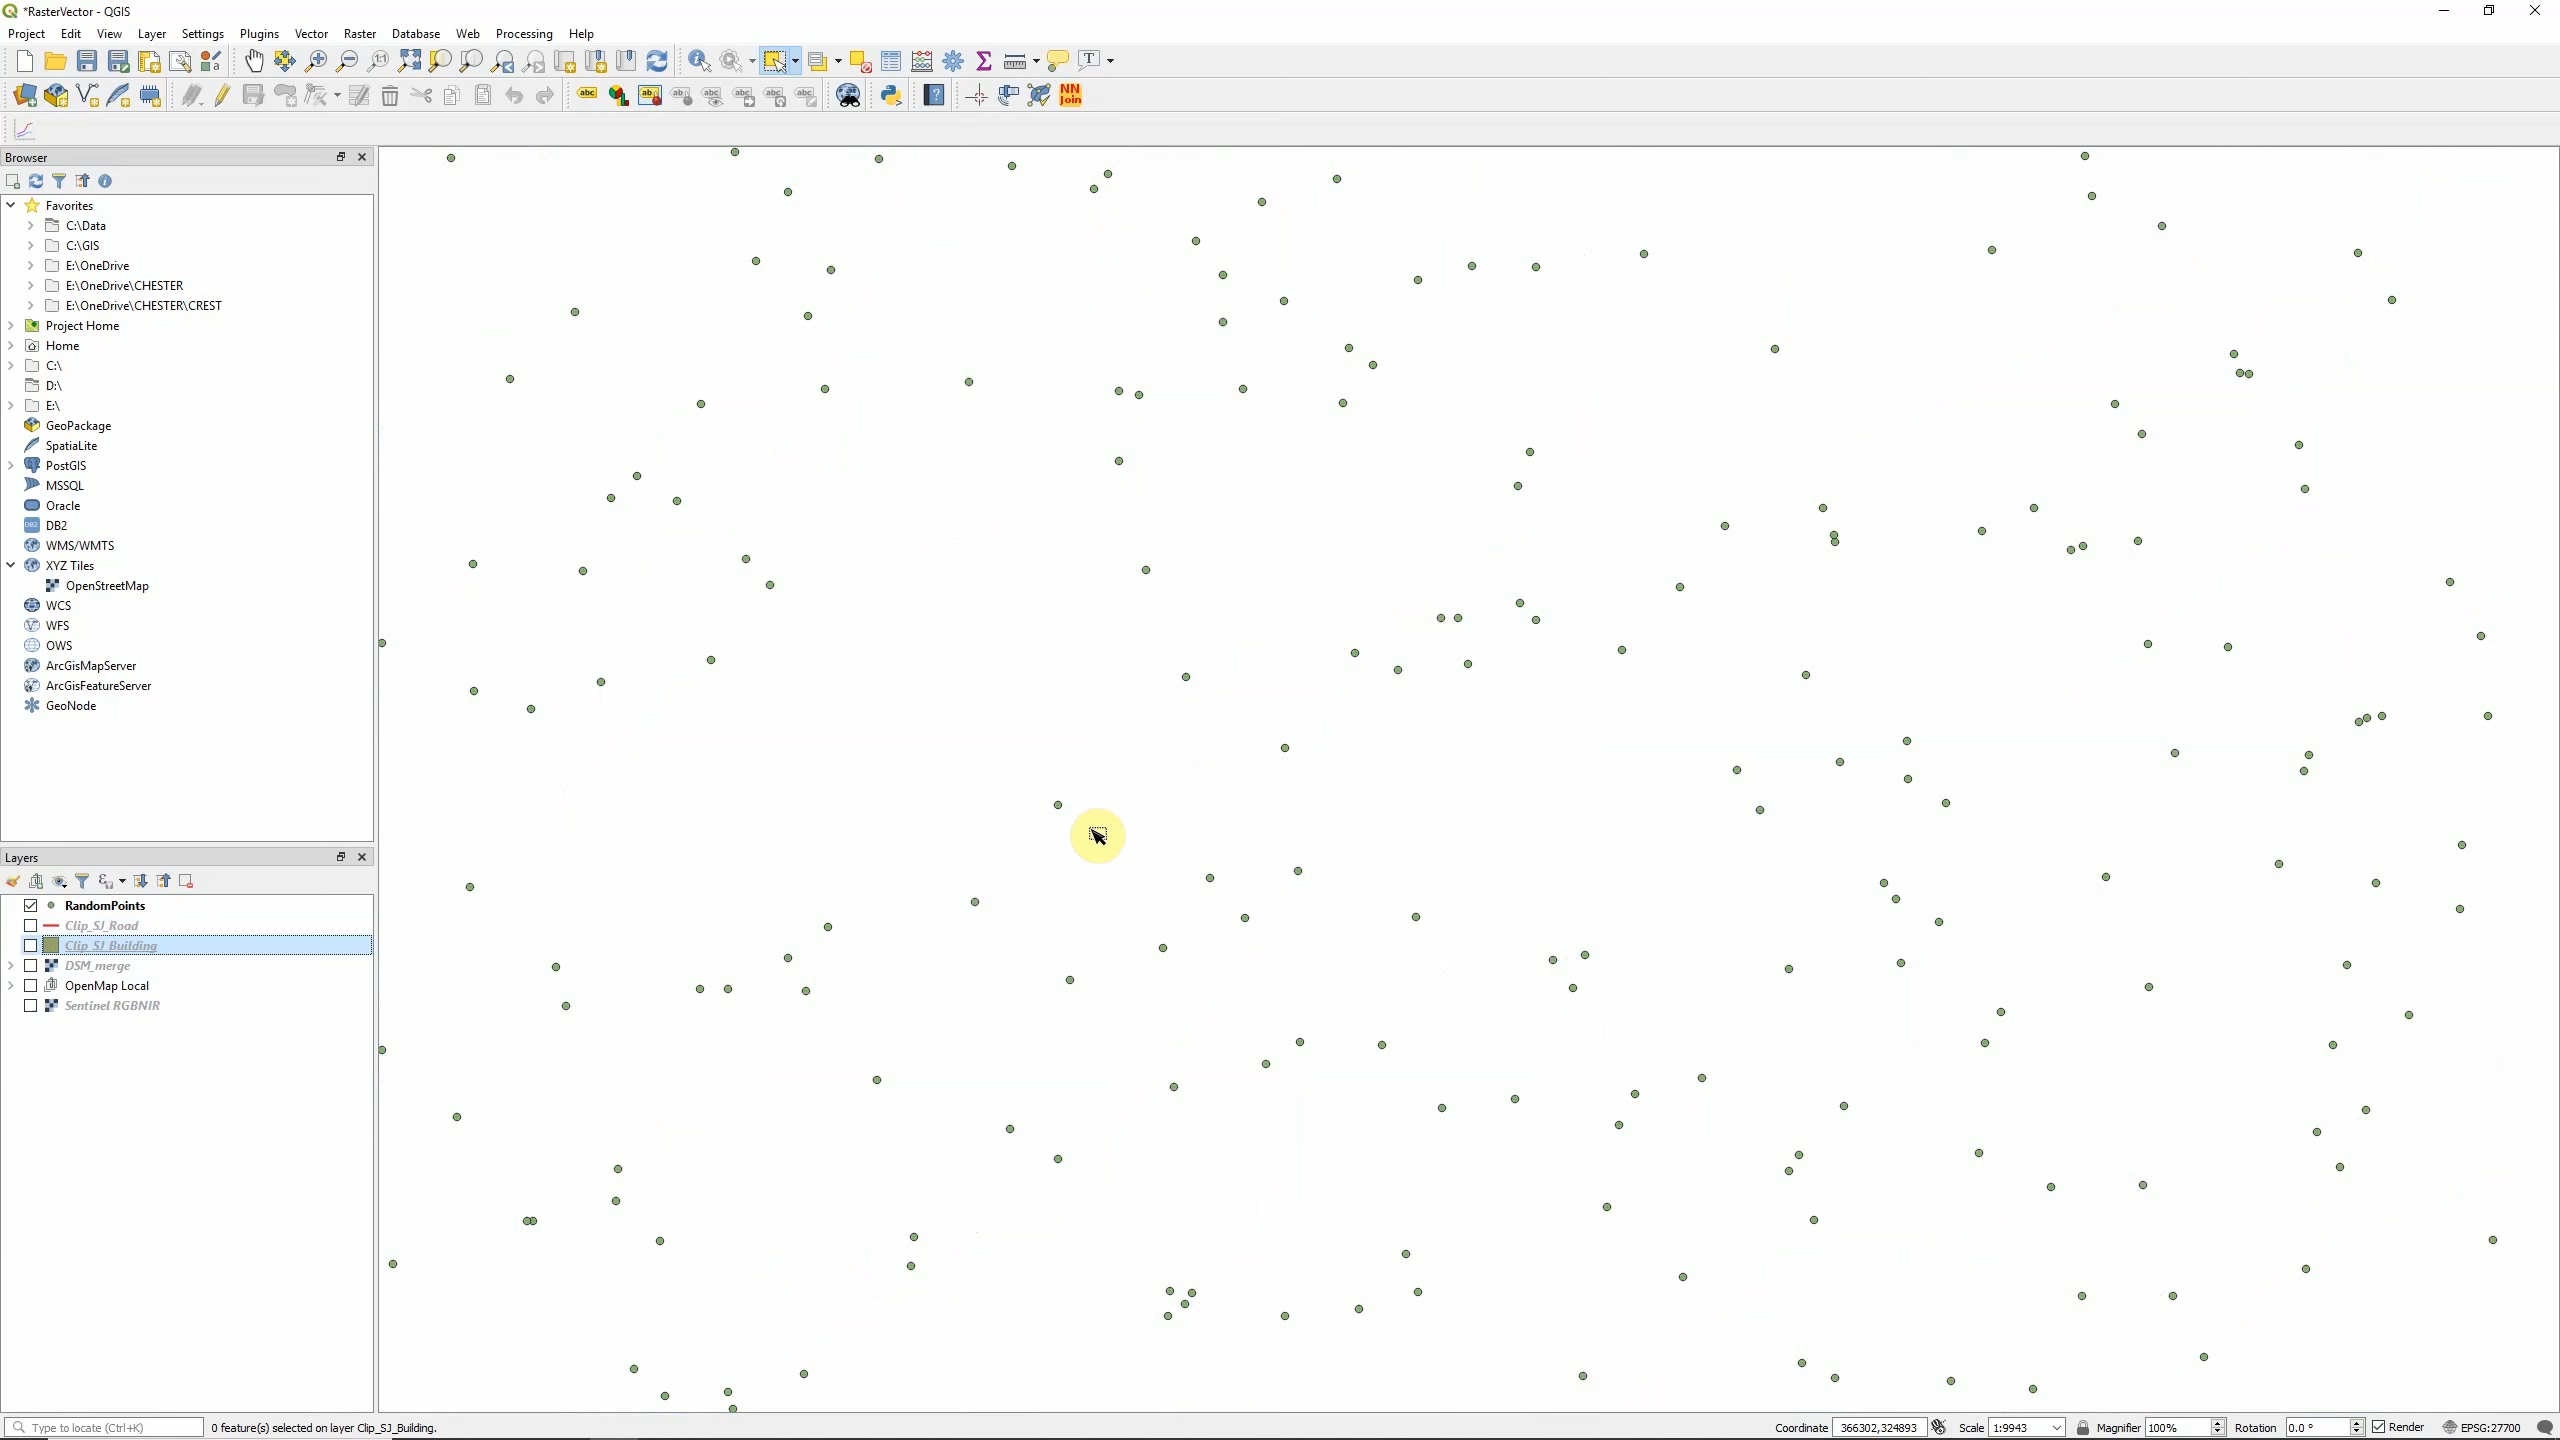 *RasterVector - QGIS
Project Edit View Layer Settings Plugins Vector Raster Database Web Processing Help
NN
Join
Browser
Favorites
C:\Data
C:\GIS
E:\OneDrive
E:\OneDrive\CHESTER
E:\OneDrive\CHESTER\CREST
Project Home
Home
C:\
D:\
E:\
GeoPackage
SpatiaLite
PostGIS
MSSQL
Oracle
DB2
WMS/WMTS
XYZ Tiles
OpenStreetMap
WCS
WFS
OWS
ArcGisMapServer
ArcGisFeatureServer
GeoNode
Layers
RandomPoints
Clip_SJ_Road
Clip_SJ_Building
DSM_merge
OpenMap Local
Sentinel RGBNIR
Type to locate (Ctrl+K) 0 feature(s) selected on layer Clip_SJ_Building. Coordinate 366302,324893 Scale 1:9943 Magnifier 100% Rotation 0.0 ° Render EPSG:27700